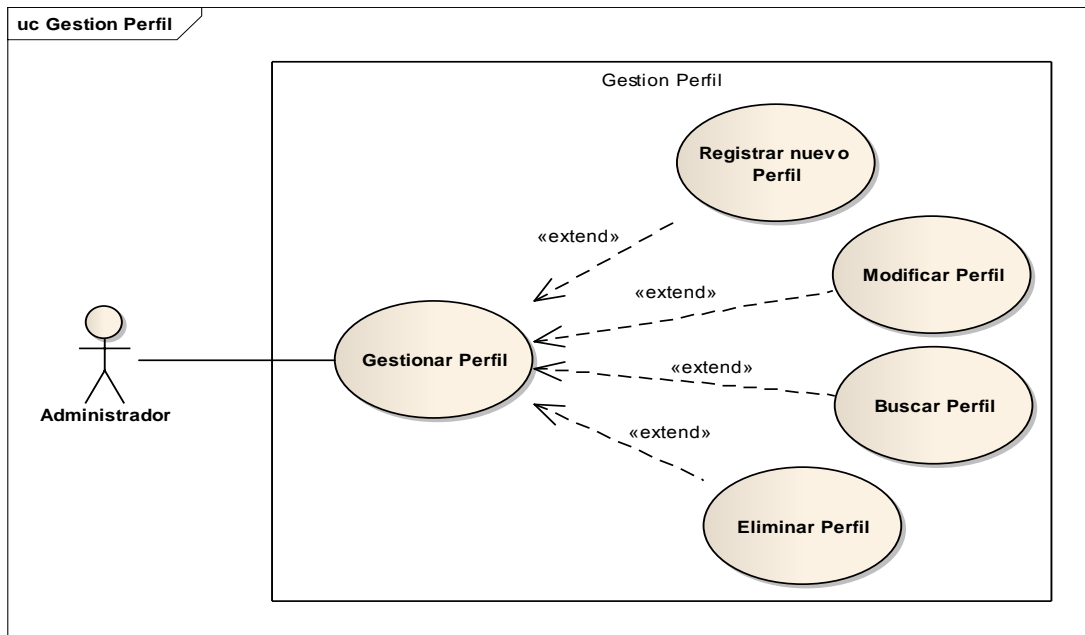 uc Gestion Perfil
Gestion Perfil
Registrar nuevo
Perfil
«extend»
Modificar Perfil
«extend»
Gestionar Perfil
«extend»
Buscar Perfil
Administrador
«extend»
Eliminar Perfil